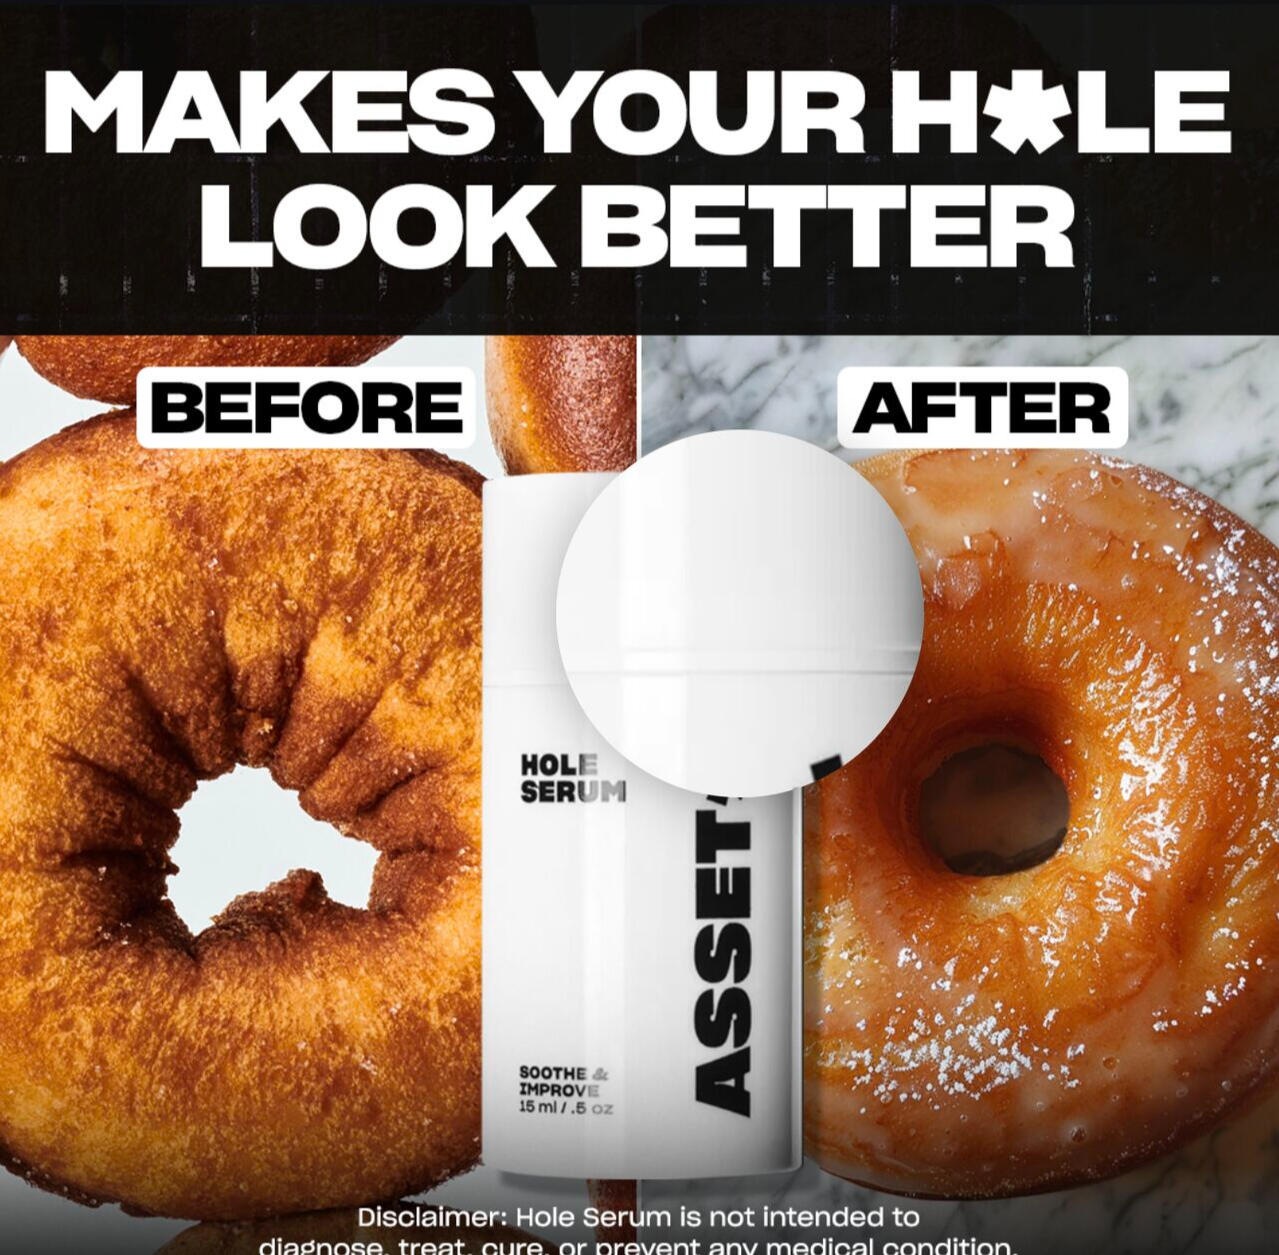 MAKES YOUR H*LE
LOOK BETTER
BEFORE
AFTER
HOLE
SERUM
SOOTHE &
IMPROVE
15 ml / .5 oz
Disclaimer: Hole Serum is not intended to
diagnose, treat, cure, or prevent any medical condition.